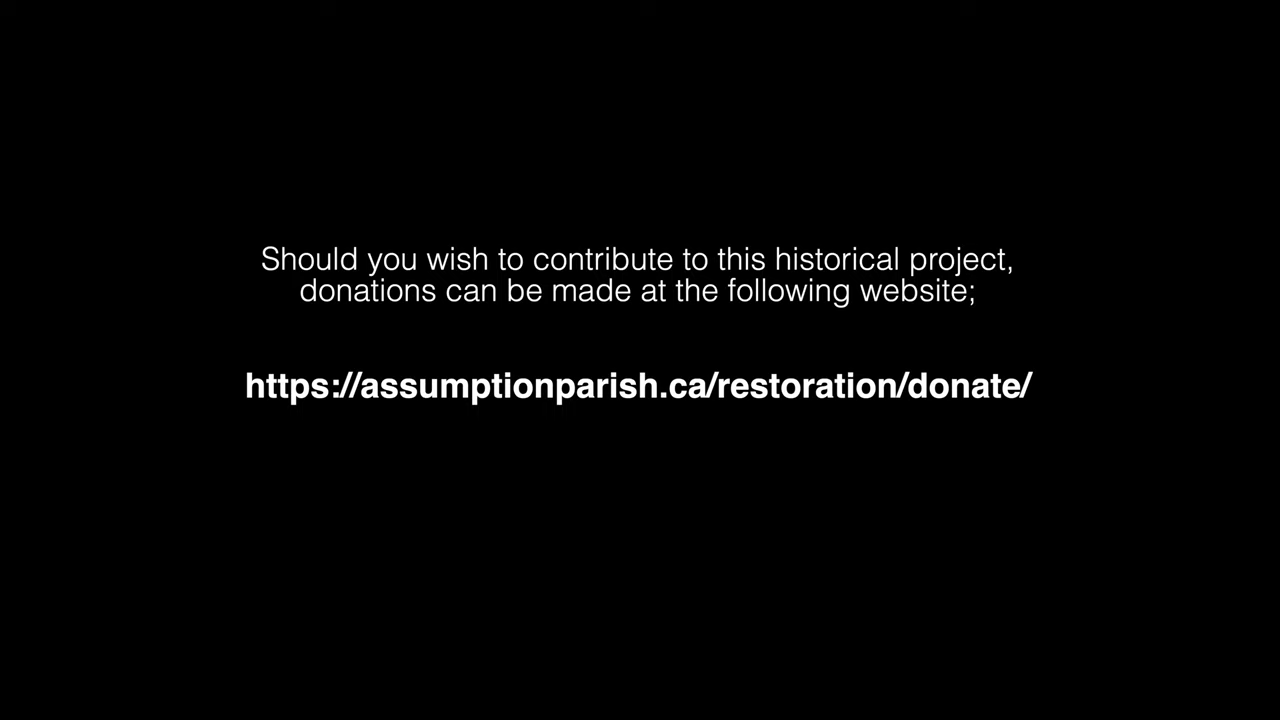 Should you wish to contribute to this historical project,
donations can be made at the following website;
https://assumptionparish.ca/restoration/donate/